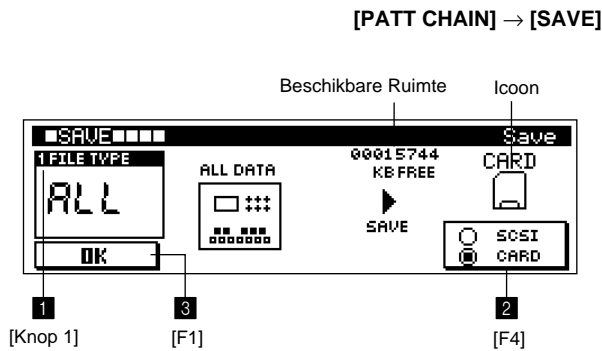 [PATT CHAIN] → [SAVE]
Beschikbare Ruimte
Icoon
SAVE
Save
1 FILE TYPE
ALL
ALL DATA
00015744
KB FREE
SAVE
CARD
SCSI
CARD
OK
1
3
2
[Knop 1]
[F1]
[F4]